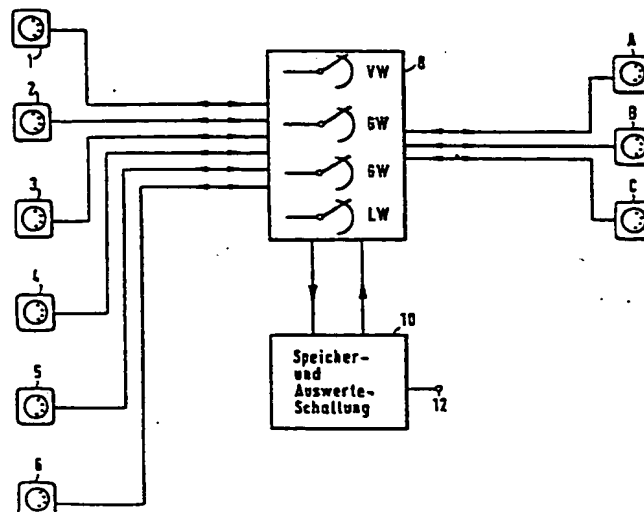 1
2
3
4
5
6
8
VW
GW
GW
LW
A
B
C
10
Speicher-
und
Auswerte-
Schaltung
12